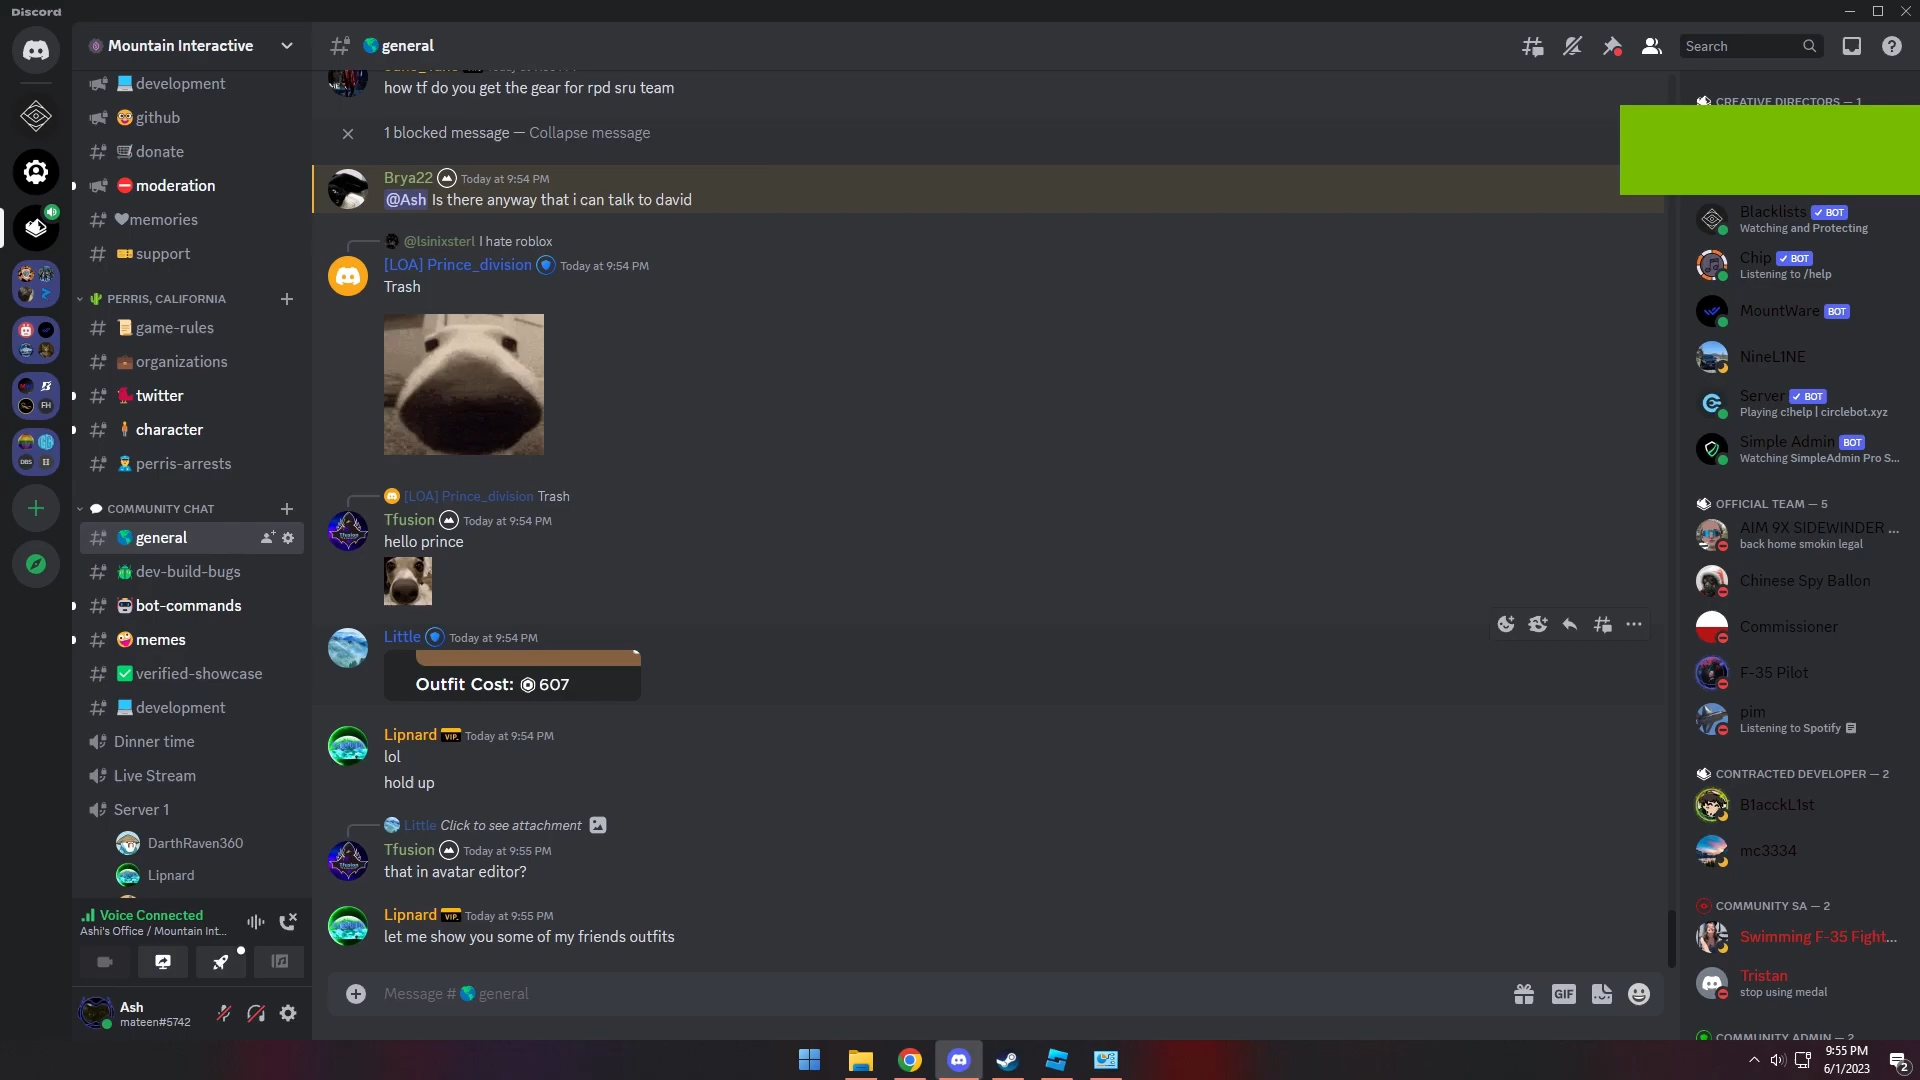 Discord
Mountain Interactive
development
github
donate
moderation
memories
support
PERRIS, CALIFORNIA
game-rules
organizations
twitter
character
perris-arrests
COMMUNITY CHAT
general
dev-build-bugs
bot-commands
memes
verified-showcase
development
Dinner time
Live Stream
Server 1
DarthRaven360
Lipnard
Voice Connected
Ashi's Office / Mountain Int...
Ash
mateen#5742
general
Search
how tf do you get the gear for rpd sru team
1 blocked message — Collapse message
Brya22 Today at 9:54 PM
@Ash Is there anyway that i can talk to david
@lsinixsterl I hate roblox
[LOA] Prince_division Today at 9:54 PM
Trash
[LOA] Prince_division Trash
Tfusion Today at 9:54 PM
hello prince
Little Today at 9:54 PM
Outfit Cost: 607
Lipnard VIP Today at 9:54 PM
lol
hold up
Little Click to see attachment
Tfusion Today at 9:55 PM
that in avatar editor?
Lipnard VIP Today at 9:55 PM
let me show you some of my friends outfits
Message # general
GIF
CREATIVE DIRECTORS — 1
Blacklists BOT
Watching and Protecting
Chip BOT
Listening to /help
MountWare BOT
NineL1NE
Server BOT
Playing c!help | circlebot.xyz
Simple Admin BOT
Watching SimpleAdmin Pro S...
OFFICIAL TEAM — 5
AIM 9X SIDEWINDER ...
back home smokin legal
Chinese Spy Ballon
Commissioner
F-35 Pilot
pim
Listening to Spotify
CONTRACTED DEVELOPER — 2
B1acckL1st
mc3334
COMMUNITY SA — 2
Swimming F-35 Fight...
Tristan
stop using medal
COMMUNITY ADMIN — 2
9:55 PM
6/1/2023
2